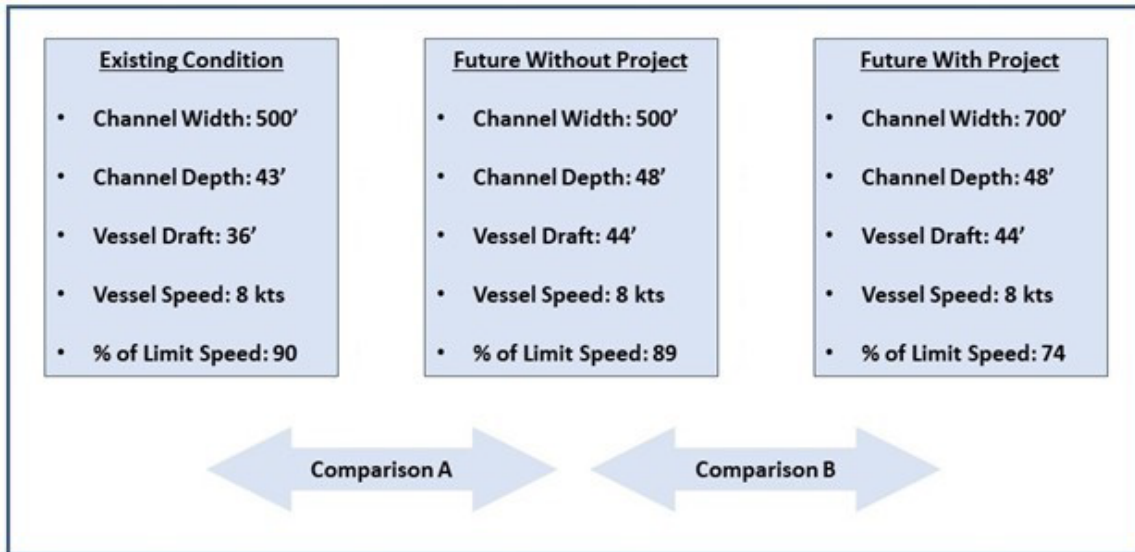 Existing Condition
• Channel Width: 500’
• Channel Depth: 43’
• Vessel Draft: 36’
• Vessel Speed: 8 kts
• % of Limit Speed: 90
Future Without Project
• Channel Width: 500’
• Channel Depth: 48’
• Vessel Draft: 44’
• Vessel Speed: 8 kts
• % of Limit Speed: 89
Future With Project
• Channel Width: 700’
• Channel Depth: 48’
• Vessel Draft: 44’
• Vessel Speed: 8 kts
• % of Limit Speed: 74
Comparison A
Comparison B